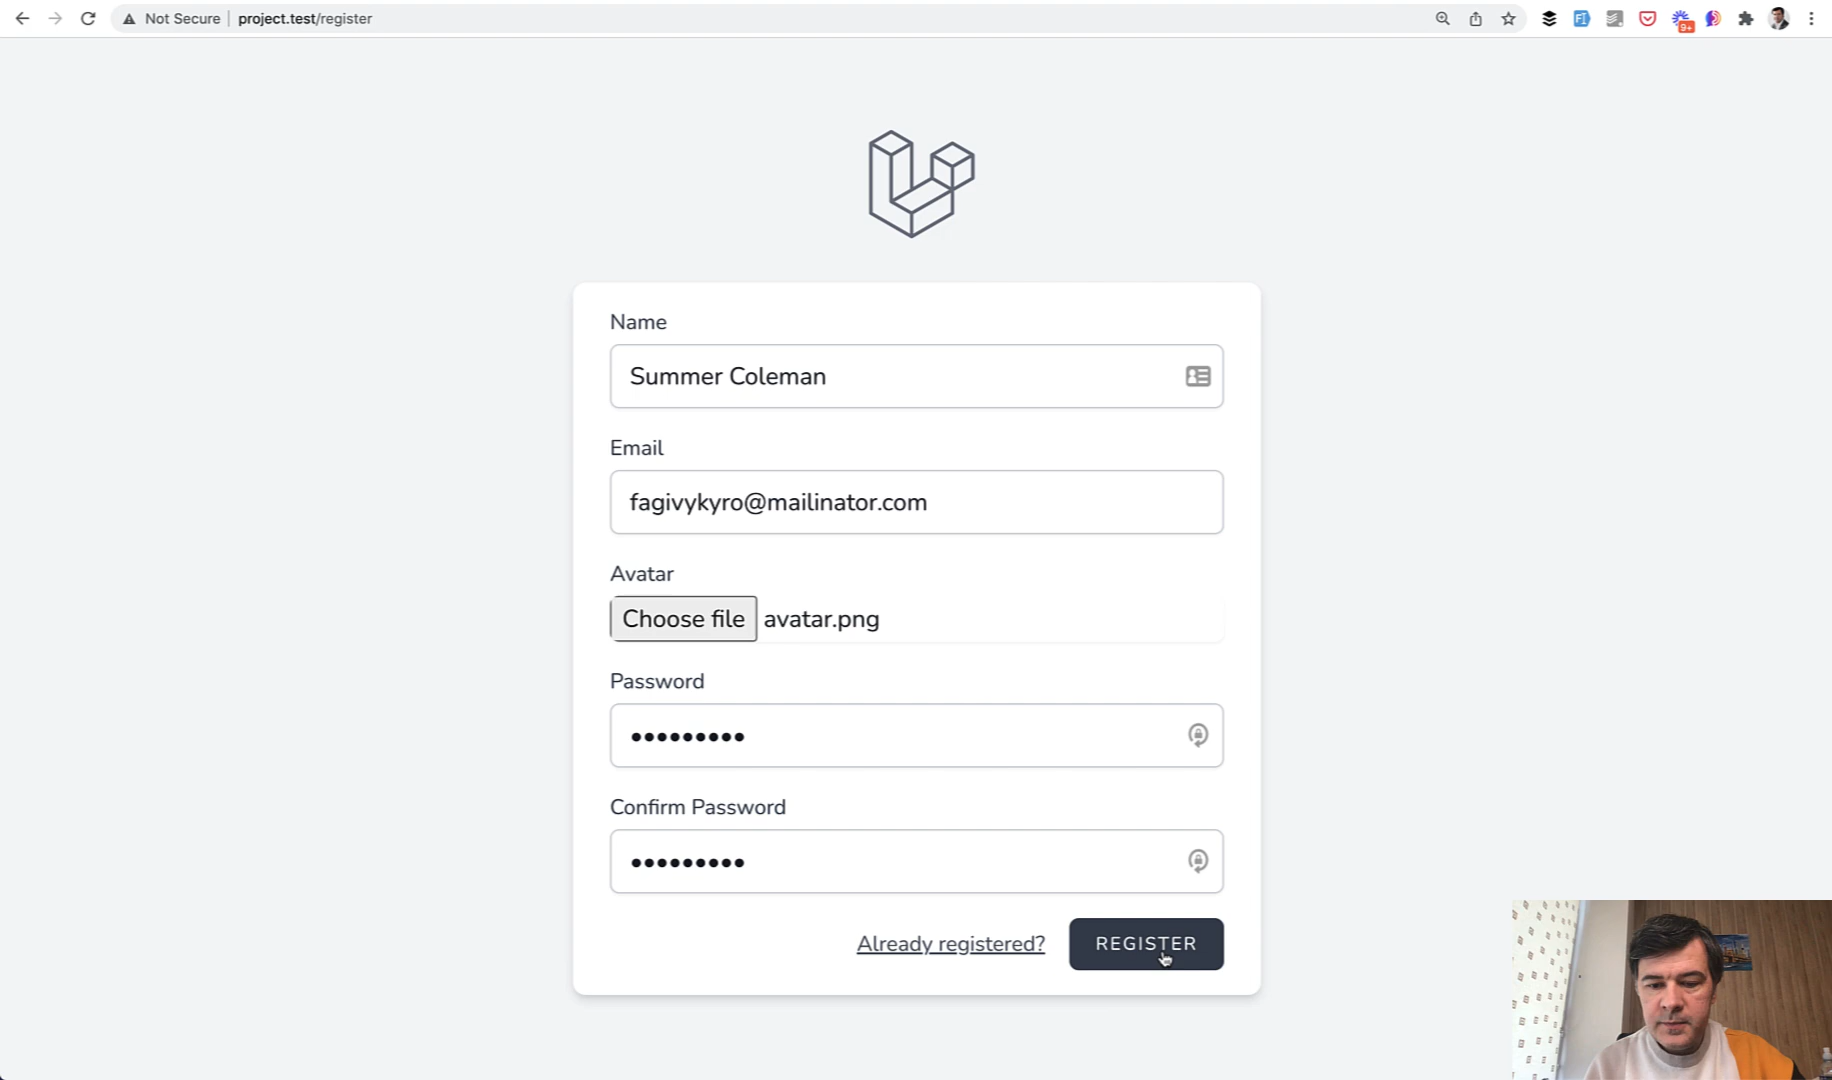 Not Secure project.test/register
9+
Name
Summer Coleman
Email
fagivykyro@mailinator.com
Avatar
Choose file avatar.png
Password
•••••••••
Confirm Password
•••••••••
Already registered? REGISTER